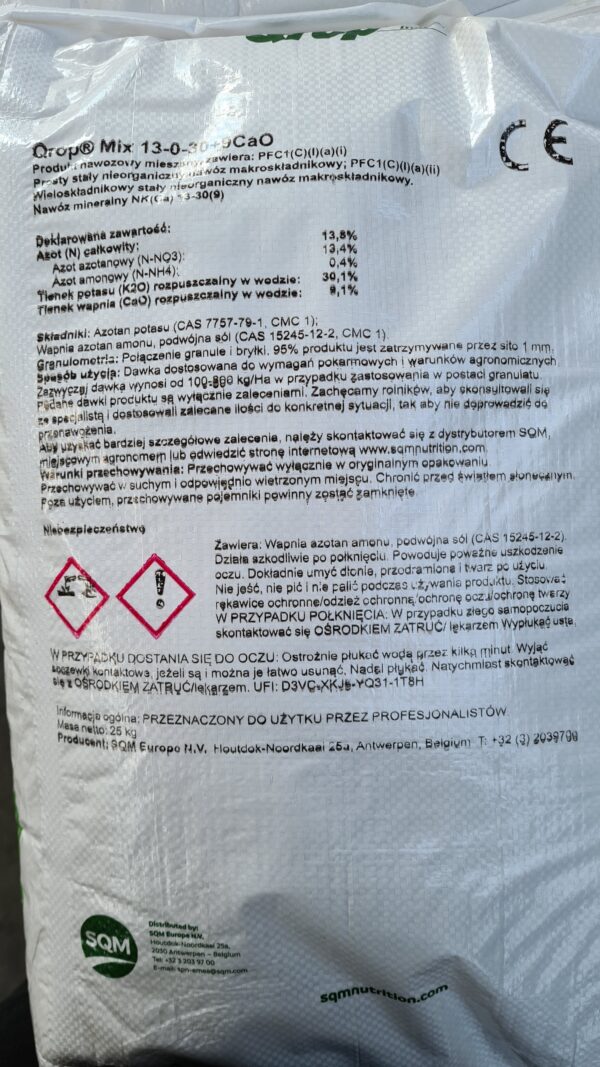 Qrop
CE
Qrop® Mix 13-0-30+9CaO
Produkt nawozowy mieszany zawiera: PFC1(C)(I)(a)(i)
Prosty stały nieorganiczny nawóz makroskładnikowy; PFC1(C)(I)(a)(ii)
Wieloskładnikowy stały nieorganiczny nawóz makroskładnikowy.
Nawóz mineralny NK(Ca) 13-30(9)
Deklarowana zawartość:
Azot (N) całkowity: 13,8%
Azot azotanowy (N-NO3): 13,4%
Azot amonowy (N-NH4): 0,4%
Tlenek potasu (K2O) rozpuszczalny w wodzie: 30,1%
Tlenek wapnia (CaO) rozpuszczalny w wodzie: 9,1%
Składniki: Azotan potasu (CAS 7757-79-1, CMC 1);
Wapnia azotan amonu, podwójna sól (CAS 15245-12-2, CMC 1).
Granulometria: Połączenie granule i bryłki. 95% produktu jest zatrzymywane przez sito 1 mm.
Sposób użycia: Dawka dostosowana do wymagań pokarmowych i warunków agronomicznych.
Zazwyczaj dawka wynosi od 100-800 kg/Ha w przypadku zastosowania w postaci granulatu.
Podane dawki produktu są wyłącznie zaleceniami. Zachęcamy rolników, aby skonsultowali się
ze specjalistą i dostosowali zalecane ilości do konkretnej sytuacji, tak aby nie doprowadzić do
przenawożenia.
Aby uzyskać bardziej szczegółowe zalecenia, należy skontaktować się z dystrybutorem SQM,
miejscowym agronomem lub odwiedzić stronę internetową www.sqmnutrition.com
Warunki przechowywania: Przechowywać wyłącznie w oryginalnym opakowaniu
Przechowywać w suchym i odpowiednio wietrzonym miejscu. Chronić przed światłem słonecznym.
Poza użyciem, przechowywane pojemniki powinny zostać zamknięte.
Niebezpieczeństwo
Zawiera: Wapnia azotan amonu, podwójna sól (CAS 15245-12-2).
Działa szkodliwie po połknięciu. Powoduje poważne uszkodzenie
oczu. Dokładnie umyć dłonie, przedramiona i twarz po użyciu.
Nie jeść, nie pić i nie palić podczas używania produktu. Stosować
rękawice ochronne/odzież ochronną/ochronę oczu/ochronę twarzy
W PRZYPADKU POŁKNIĘCIA: W przypadku złego samopoczucia
skontaktować się OŚRODKIEM ZATRUĆ/ lekarzem Wypłukać usta.
W PRZYPADKU DOSTANIA SIĘ DO OCZU: Ostrożnie płukać wodą przez kilka minut. Wyjąć
soczewki kontaktowe, jeżeli są i można je łatwo usunąć. Nadal płukać. Natychmiast skontaktować
się z OŚRODKIEM ZATRUĆ/lekarzem. UFI: D3VC-XKJ5-YQ31-1T8H
Informacja ogólna: PRZEZNACZONY DO UŻYTKU PRZEZ PROFESJONALISTÓW
Masa netto: 25 kg
Producent: SQM Europe N.V. Houtdok-Noordkaai 25a, Antwerpen, Belgium T: +32 (3) 2039700
SQM
Distributed by:
SQM Europe N.V.
Houtdok-Noordkaai 25a,
2030 Antwerpen – Belgium
Tel: +32 3 203 97 00
E-mail: spn-emea@sqm.com
sqmnutrition.com